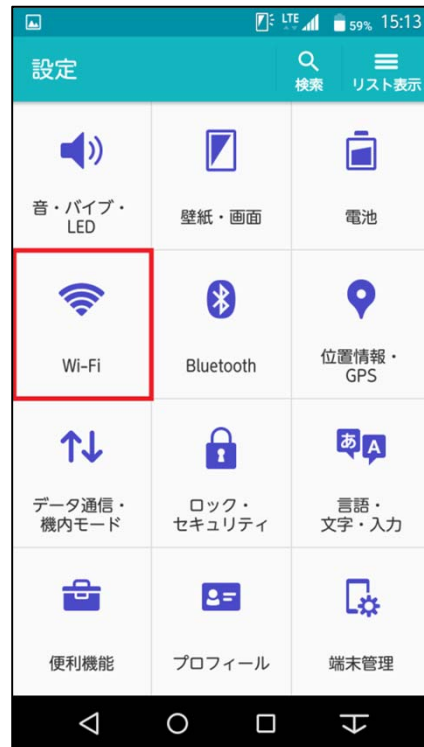 LTE 59% 15:13
設定
検索 リスト表示
音・バイブ・
LED
壁紙・画面
電池
Wi-Fi
Bluetooth
位置情報・
GPS
データ通信・
機内モード
ロック・
セキュリティ
言語・
文字・入力
あ A
便利機能
プロフィール
端末管理